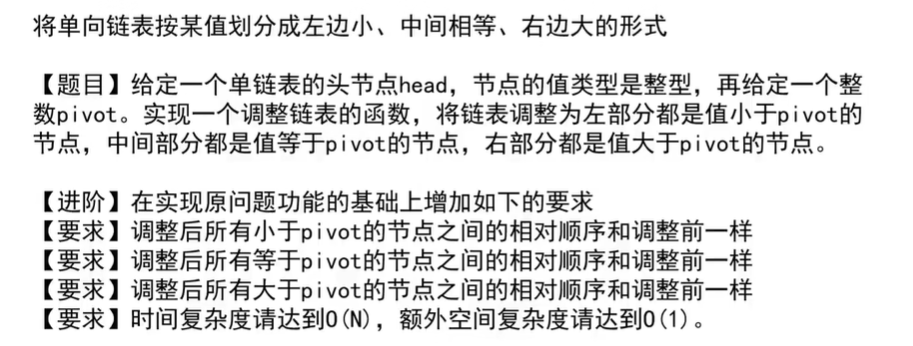 将单向链表按某值划分成左边小、中间相等、右边大的形式
【题目】给定一个单链表的头节点head，节点的值类型是整型，再给定一个整
数pivot。实现一个调整链表的函数，将链表调整为左部分都是值小于pivot的
节点，中间部分都是值等于pivot的节点，右部分都是值大于pivot的节点。
【进阶】在实现原问题功能的基础上增加如下的要求
【要求】调整后所有小于pivot的节点之间的相对顺序和调整前一样
【要求】调整后所有等于pivot的节点之间的相对顺序和调整前一样
【要求】调整后所有大于pivot的节点之间的相对顺序和调整前一样
【要求】时间复杂度请达到O(N)，额外空间复杂度请达到O(1)。